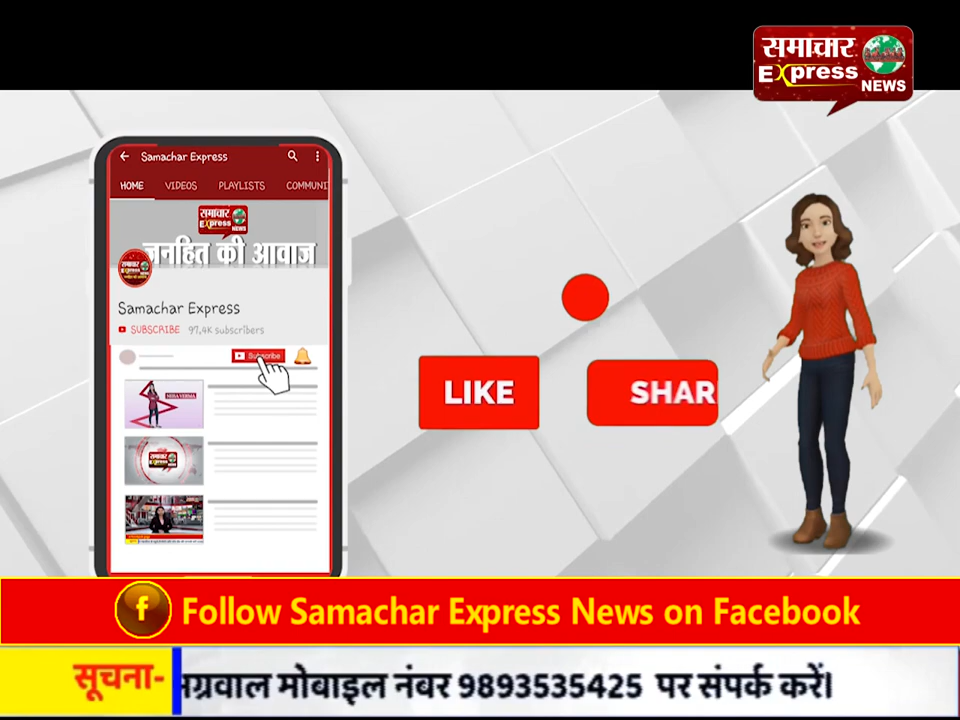 समाचार
Express
NEWS
Samachar Express
HOME VIDEOS PLAYLISTS COMMUNI
समाचार
Express
NEWS
जनहित की आवाज
Samachar Express
SUBSCRIBE 97.4K subscribers
Subscribe
LIKE
SHAR
Follow Samachar Express News on Facebook
सूचना- ग्रवाल मोबाइल नंबर 9893535425 पर संपर्क करें।